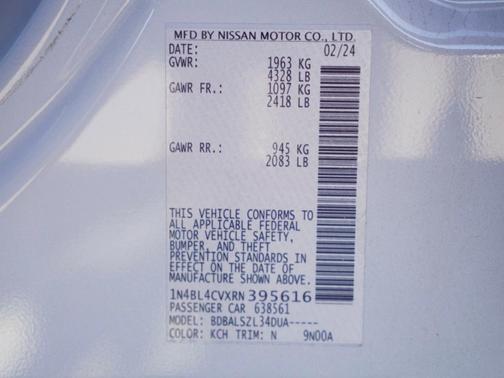 MFD BY NISSAN MOTOR CO., LTD.
DATE: 02/24
GVWR: 1963 KG
4328 LB
GAWR FR.: 1097 KG
2418 LB
GAWR RR.: 945 KG
2083 LB
THIS VEHICLE CONFORMS TO
ALL APPLICABLE FEDERAL
MOTOR VEHICLE SAFETY,
BUMPER, AND THEFT
PREVENTION STANDARDS IN
EFFECT ON THE DATE OF
MANUFACTURE SHOWN ABOVE.
1N4BL4CVXRN395616
PASSENGER CAR 638561
MODEL: BDBALSZL34DUA-----
COLOR: KCH TRIM: N 9N00A